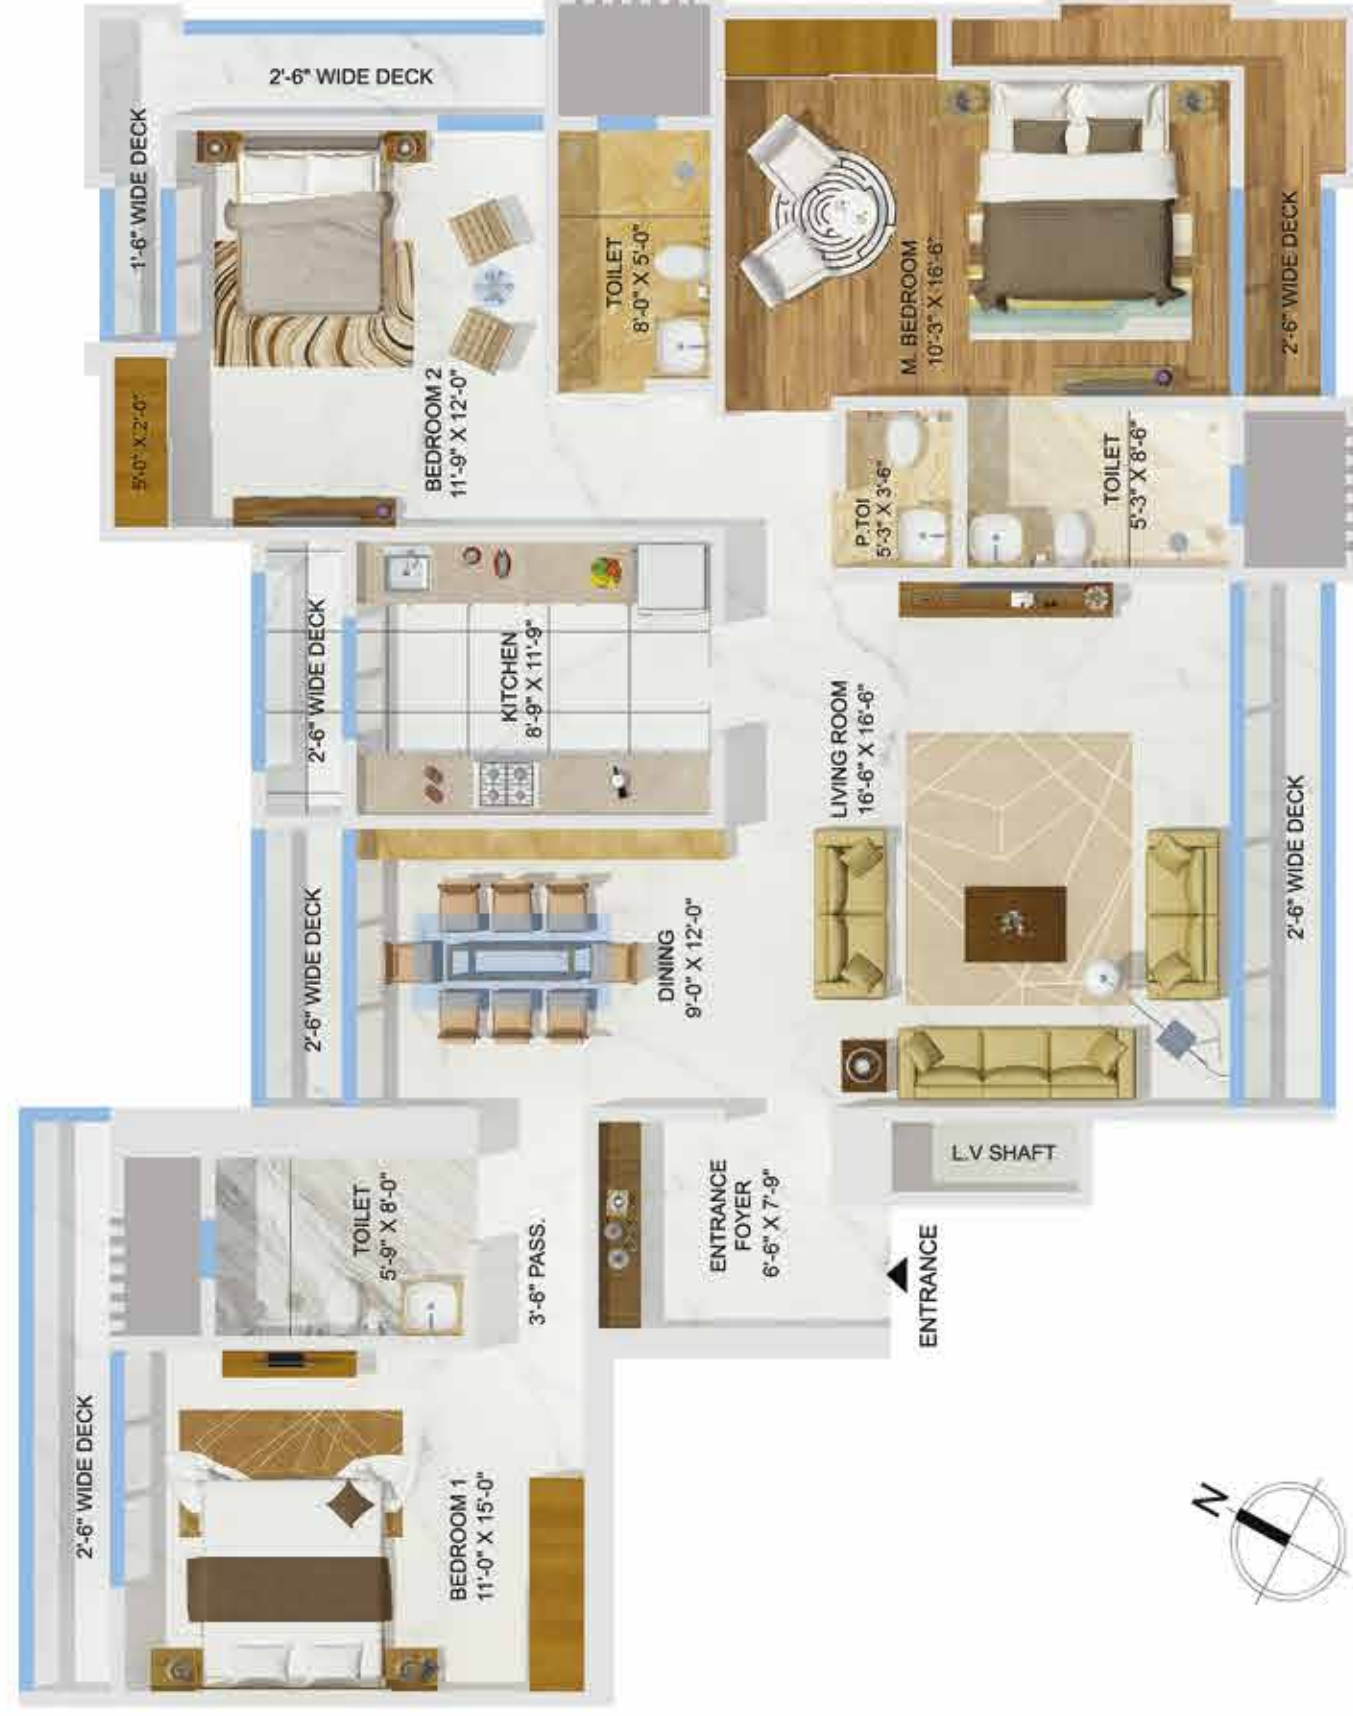 2'-6" WIDE DECK
1'-6" WIDE DECK
5'-0" X 2'-0"
BEDROOM 2
11'-9" X 12'-0"
TOILET
8'-0" X 5'-0"
M. BEDROOM
10'-3" X 16'-6"
2'-6" WIDE DECK
P.TOI
5'-3" X 3'-6"
TOILET
5'-3" X 8'-6"
2'-6" WIDE DECK
KITCHEN
8'-9" X 11'-9"
LIVING ROOM
16'-6" X 16'-6"
2'-6" WIDE DECK
2'-6" WIDE DECK
DINING
9'-0" X 12'-0"
L.V SHAFT
TOILET
5'-9" X 8'-0"
3'-6" PASS.
ENTRANCE
FOYER
6'-6" X 7'-9"
ENTRANCE
2'-6" WIDE DECK
BEDROOM 1
11'-0" X 15'-0"
N